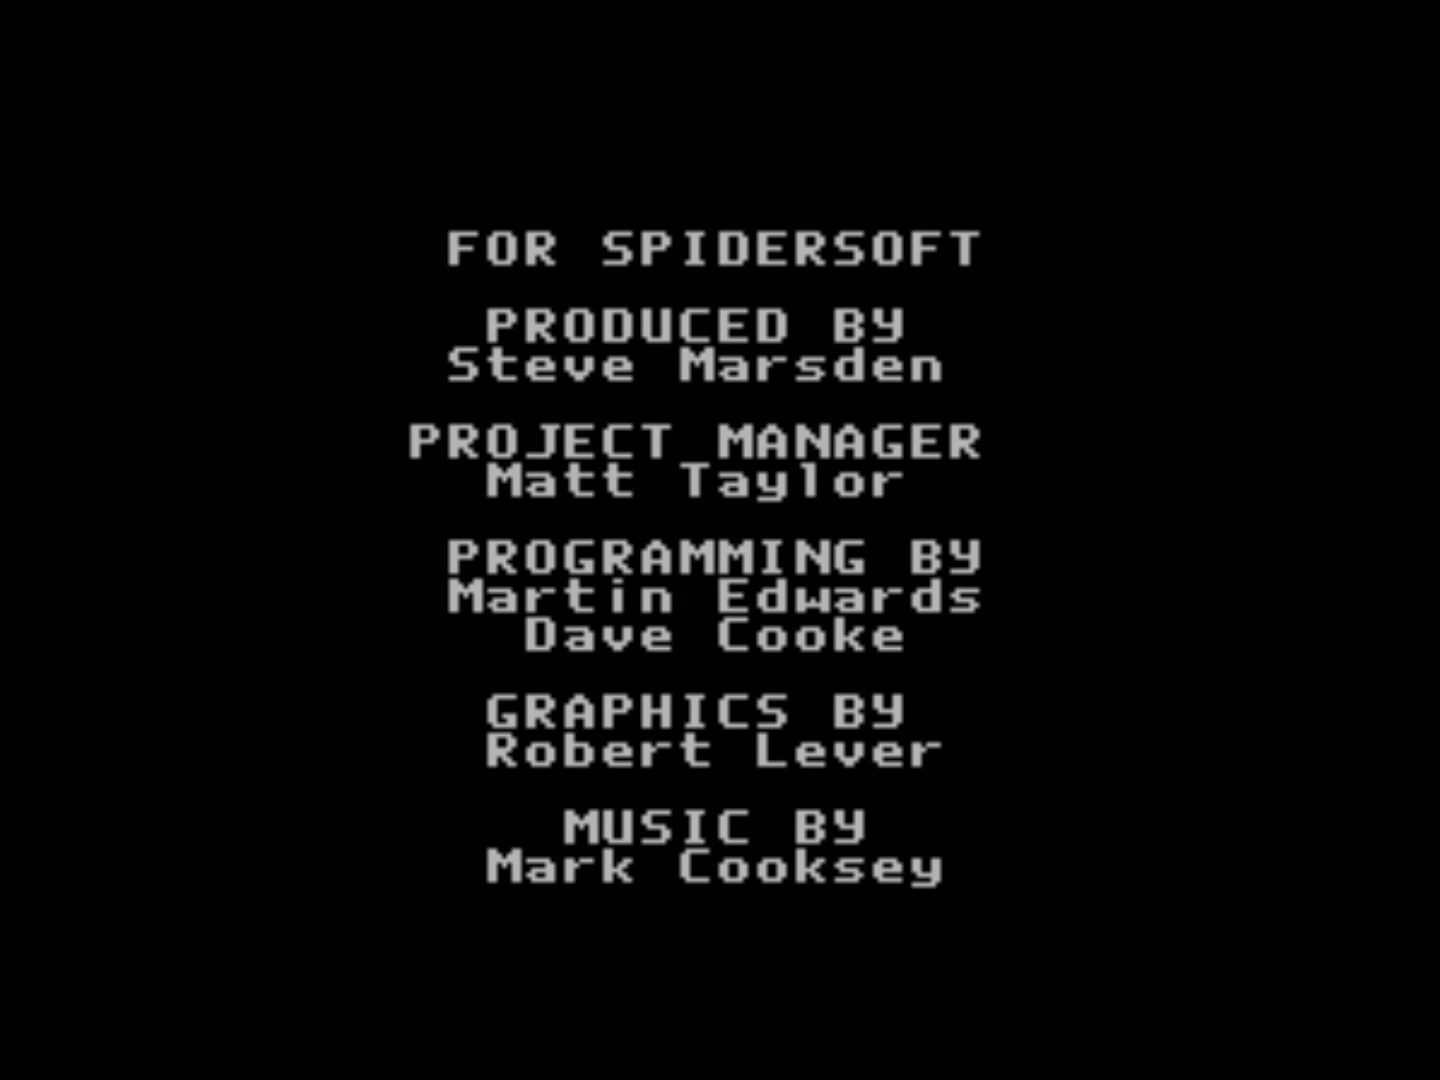 FOR SPIDERSOFT
PRODUCED BY
Steve Marsden
PROJECT MANAGER
Matt Taylor
PROGRAMMING BY
Martin Edwards
Dave Cooke
GRAPHICS BY
Robert Lever
MUSIC BY
Mark Cooksey